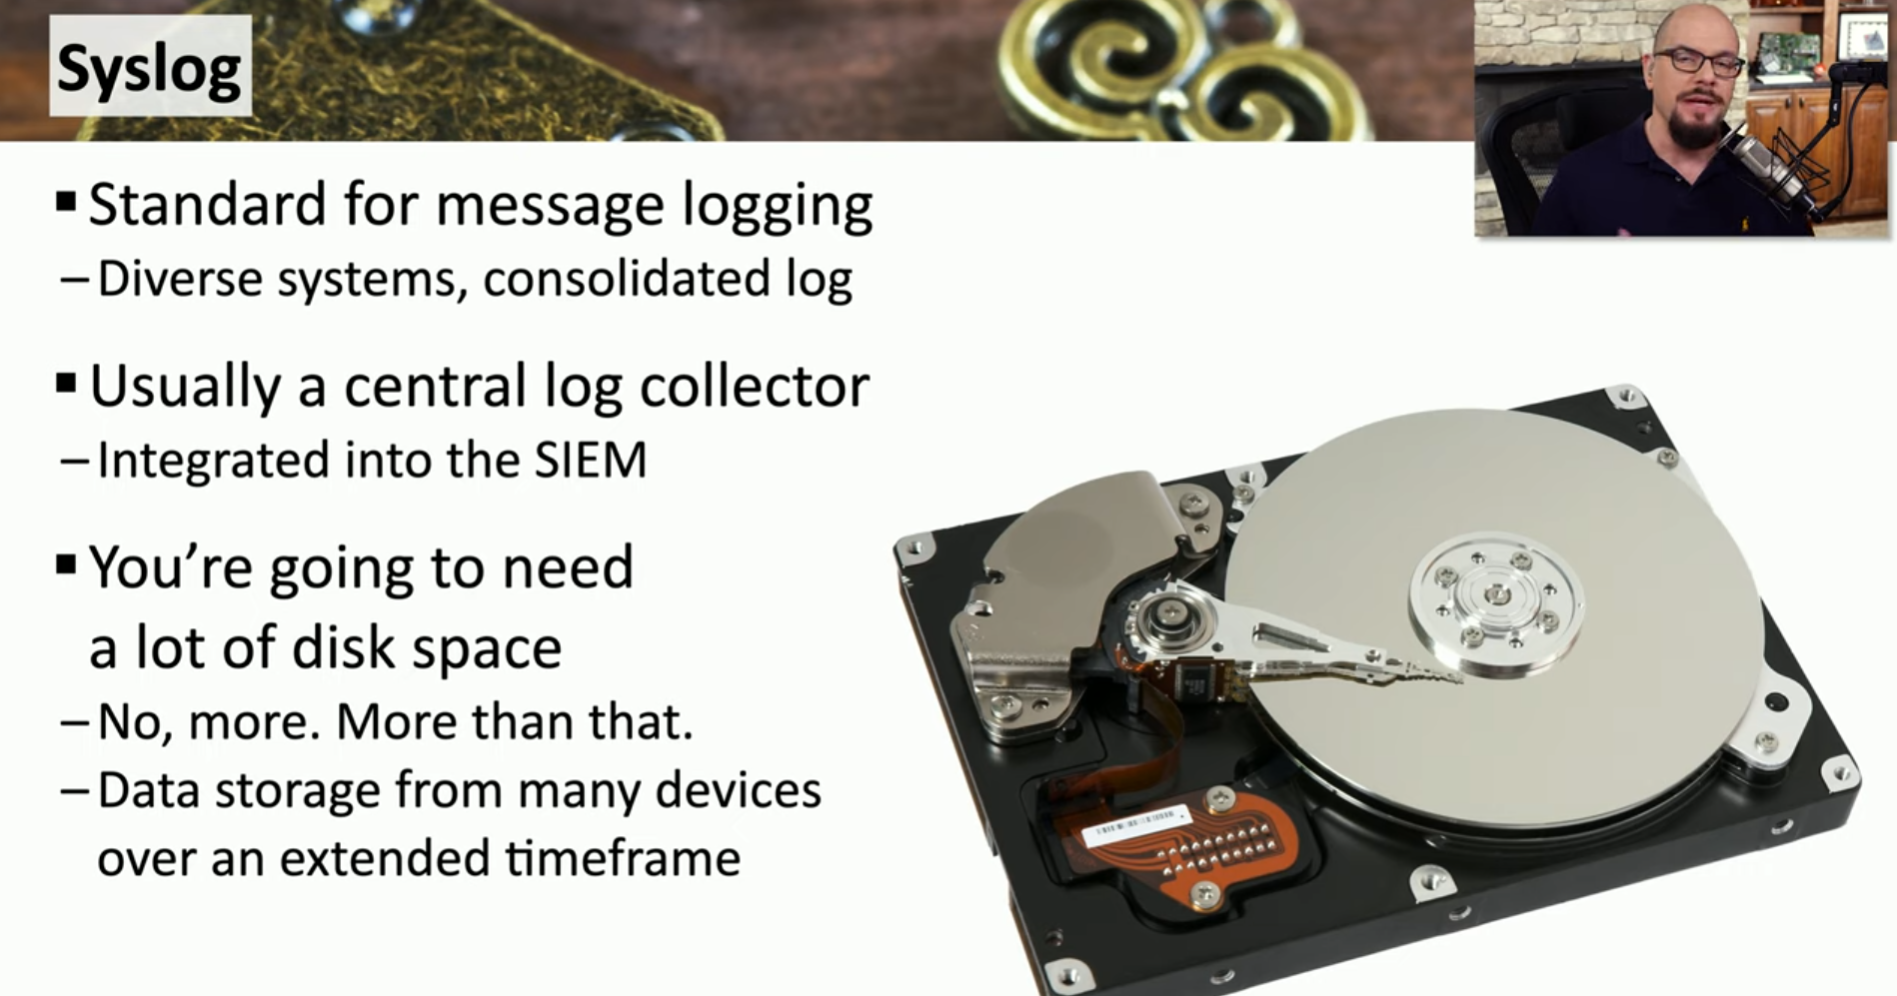 Syslog
▪ Standard for message logging
– Diverse systems, consolidated log
▪ Usually a central log collector
– Integrated into the SIEM
▪ You’re going to need
a lot of disk space
– No, more. More than that.
– Data storage from many devices
over an extended timeframe